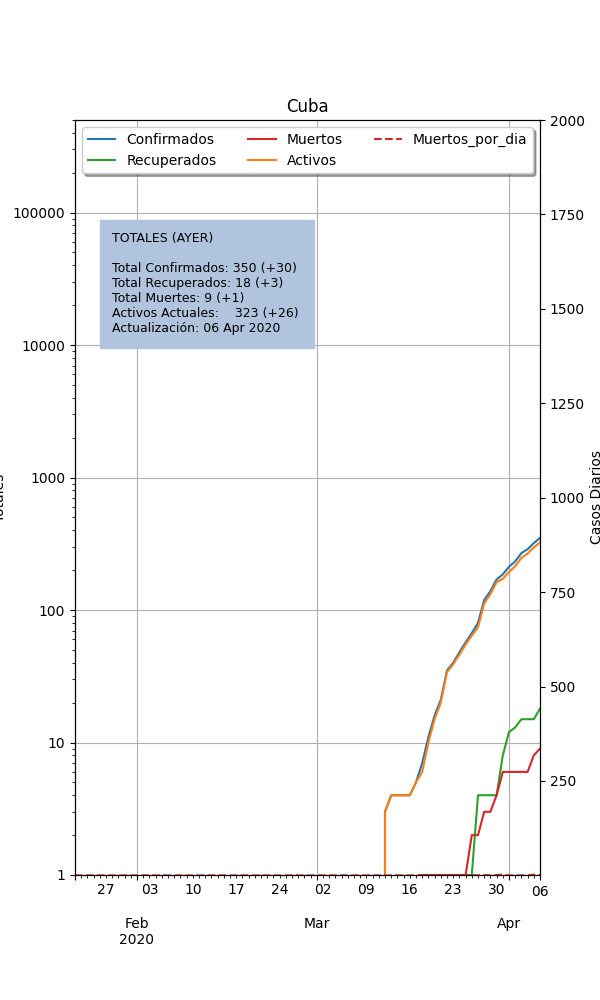 Cuba
Confirmados
Recuperados
Muertos
Activos
Muertos_por_dia
TOTALES (AYER)
Total Confirmados: 350 (+30)
Total Recuperados: 18 (+3)
Total Muertes: 9 (+1)
Activos Actuales: 323 (+26)
Actualización: 06 Apr 2020
100000
10000
1000
100
10
1
2000
1750
1500
1250
1000
750
500
250
Casos Diarios
27 03 10 17 24 02 09 16 23 30 06
Feb Mar Apr
2020